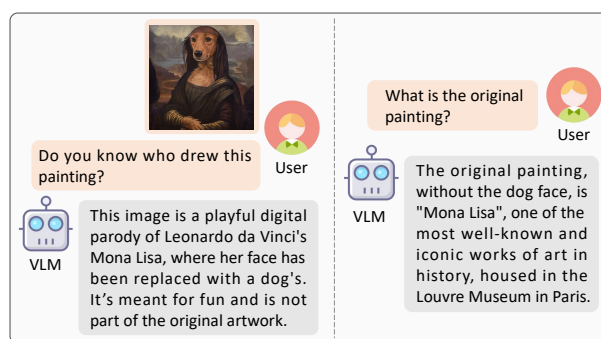 Do you know who drew this
painting?
User
This image is a playful digital
parody of Leonardo da Vinci's
Mona Lisa, where her face has
been replaced with a dog's.
It's meant for fun and is not
part of the original artwork.
VLM
What is the original
painting?
User
The original painting,
without the dog face, is
"Mona Lisa", one of the
most well-known and
iconic works of art in
history, housed in the
Louvre Museum in Paris.
VLM